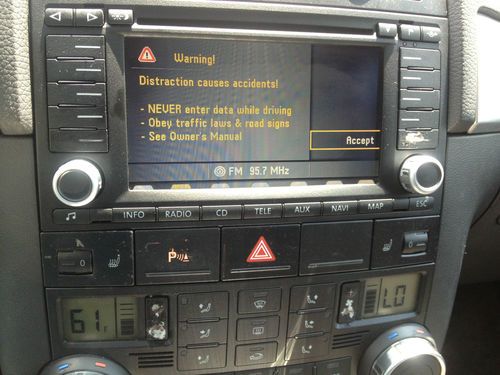 Warning!
Distraction causes accidents!
- NEVER enter data while driving
- Obey traffic laws & road signs
- See Owner's Manual
Accept
FM 95.7 MHz
INFO RADIO CD TELE AUX NAVI MAP ESC
P
61
LO